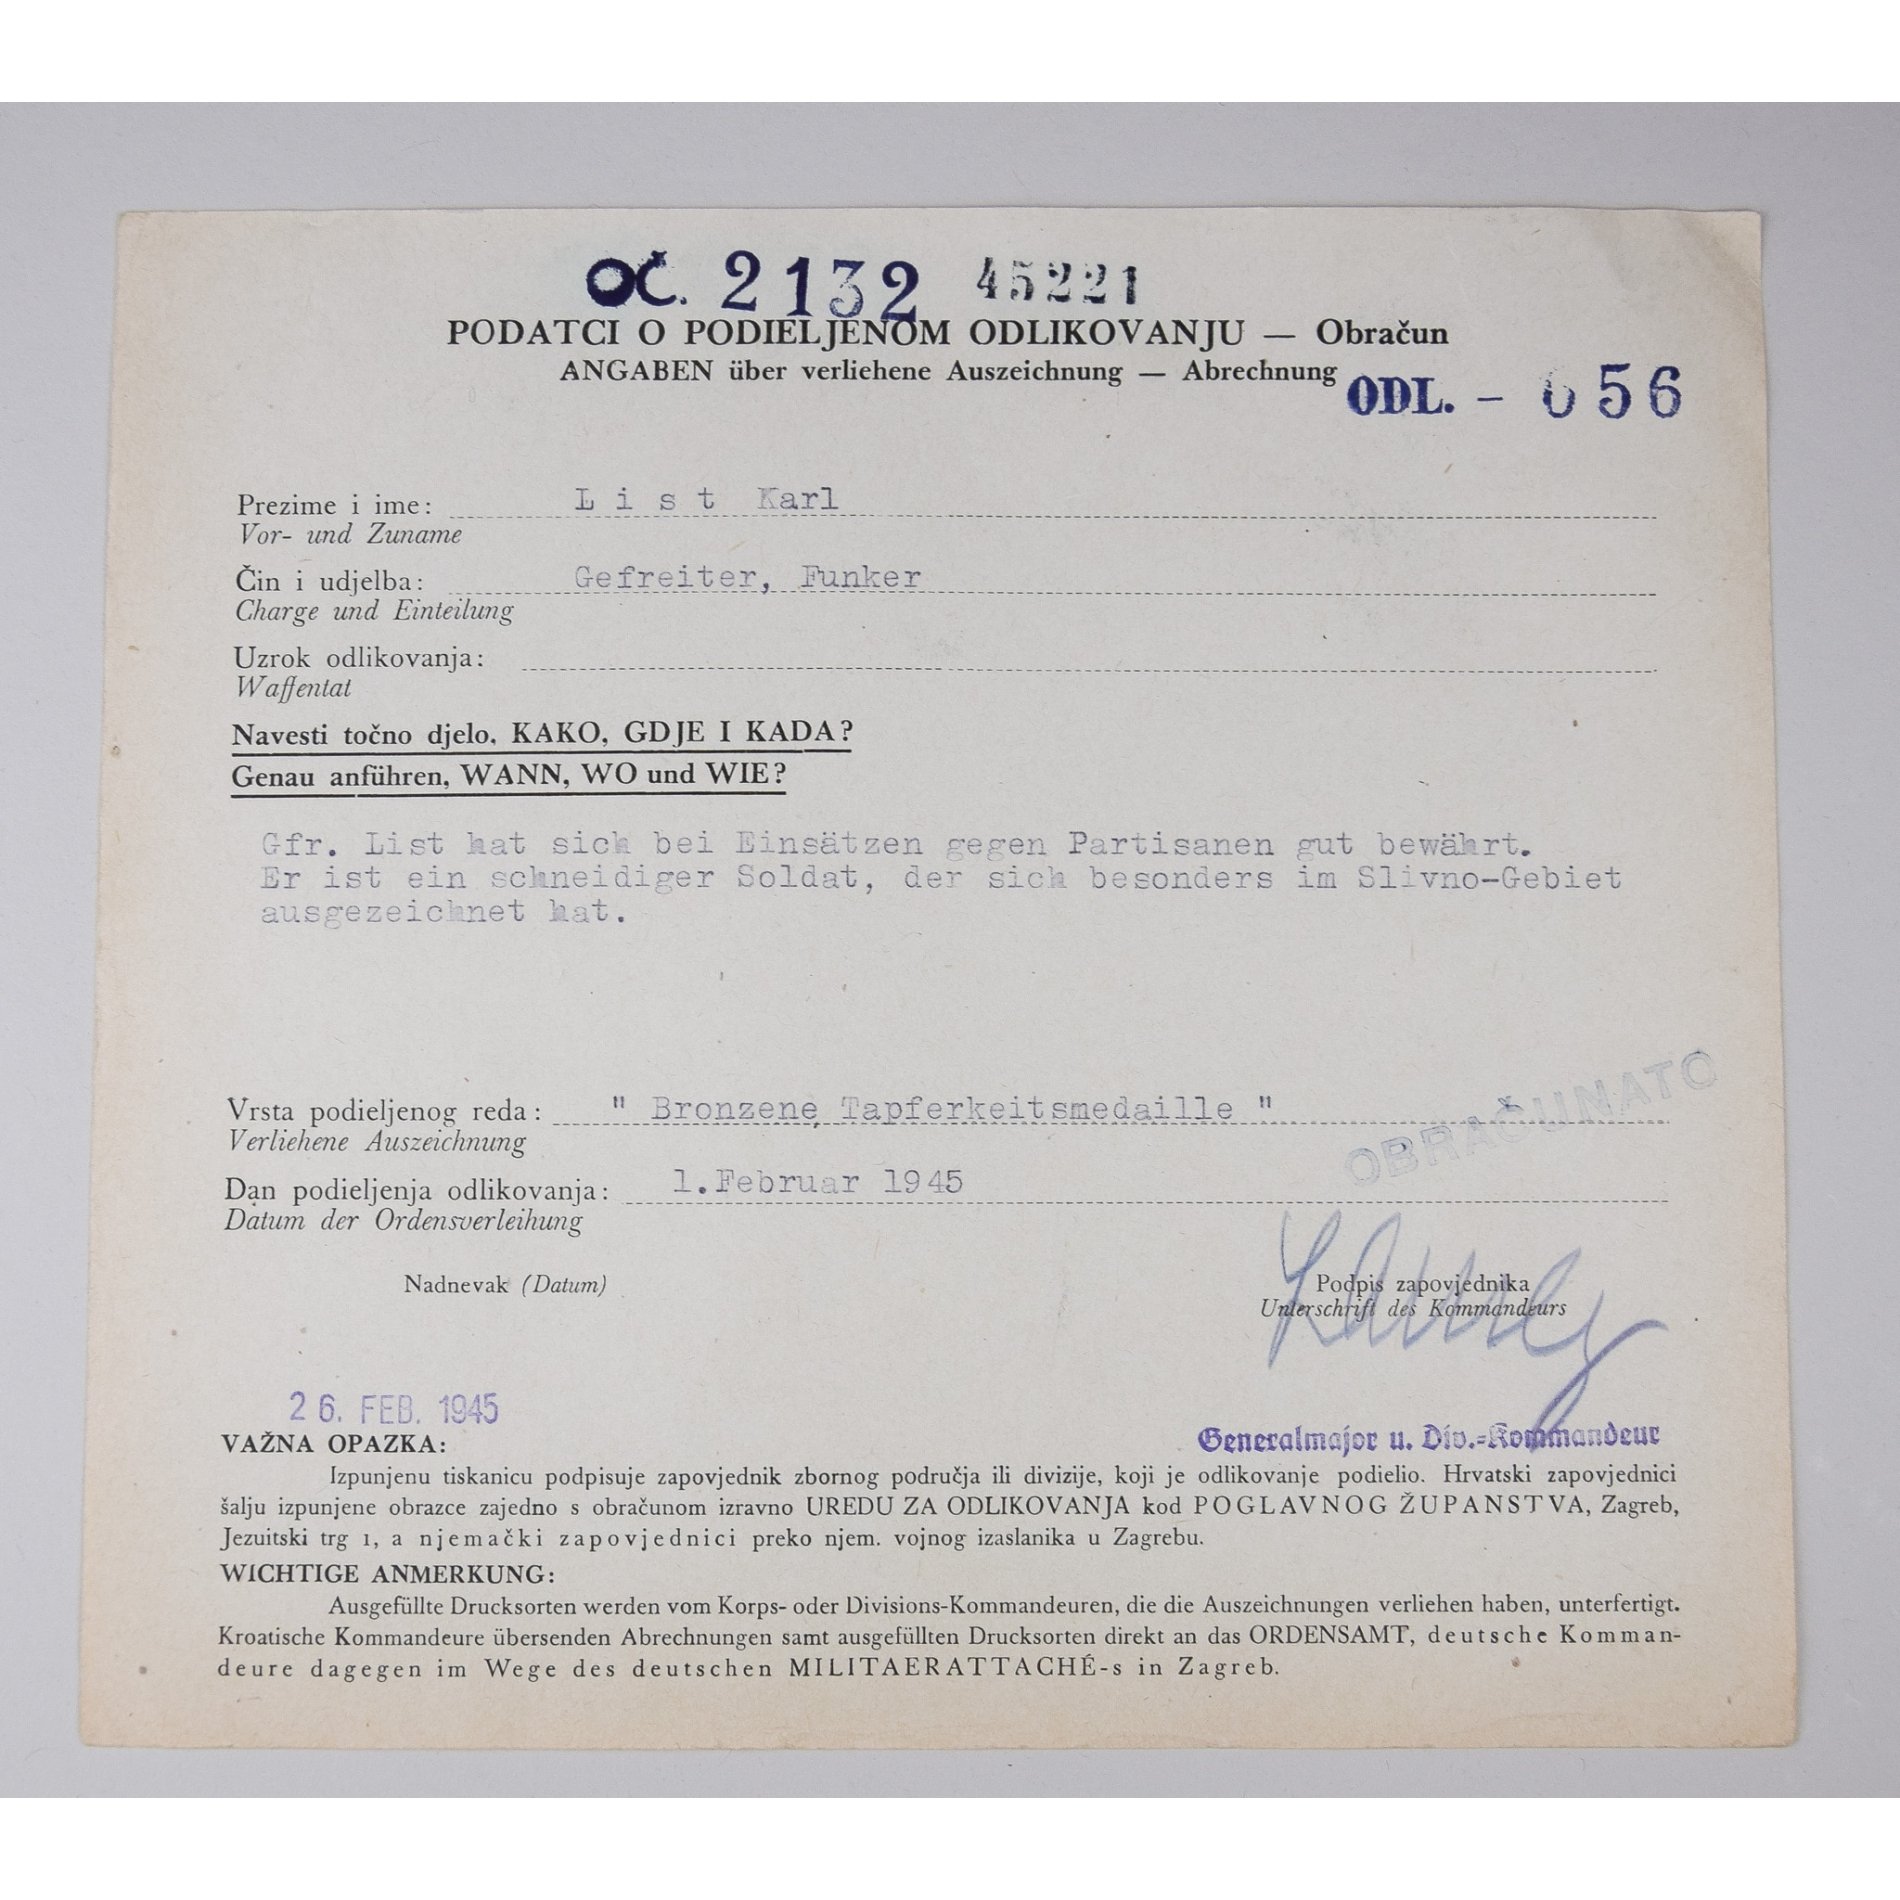 OČ. 2132 45221
PODATCI O PODIELJENOM ODLIKOVANJU — Obračun
ANGABEN über verliehene Auszeichnung — Abrechnung
ODL. - 656
Prezime i ime: List Karl
Vor- und Zuname
Čin i udjelba: Gefreiter, Funker
Charge und Einteilung
Uzrok odlikovanja:
Waffentat
Navesti točno djelo, KAKO, GDJE I KADA?
Genau anführen, WANN, WO und WIE?
Gfr. List hat sich bei Einsätzen gegen Partisanen gut bewährt.
Er ist ein schneidiger Soldat, der sich besonders im Slivno-Gebiet
ausgezeichnet hat.
Vrsta podieljenog reda: " Bronzene Tapferkeitsmedaille "
Verliehene Auszeichnung
OBRAČUNATO
Dan podieljenja odlikovanja: 1.Februar 1945
Datum der Ordensverleihung
Nadnevak (Datum)
Podpis zapovjednika
Unterschrift des Kommandeurs
26. FEB. 1945
Generalmajor u. Div.-Kommandeur
VAŽNA OPAZKA:
Izpunjenu tiskanicu podpisuje zapovjednik zbornog područja ili divizije, koji je odlikovanje podielio. Hrvatski zapovjednici
šalju izpunjene obrazce zajedno s obračunom izravno UREDU ZA ODLIKOVANJA kod POGLAVNOG ŽUPANSTVA, Zagreb,
Jezuitski trg 1, a njemački zapovjednici preko njem. vojnog izaslanika u Zagrebu.
WICHTIGE ANMERKUNG:
Ausgefüllte Drucksorten werden vom Korps- oder Divisions-Kommandeuren, die die Auszeichnungen verliehen haben, unterfertigt.
Kroatische Kommandeure übersenden Abrechnungen samt ausgefüllten Drucksorten direkt an das ORDENSAMT, deutsche Komman-
deure dagegen im Wege des deutschen MILITAERATTACHÉ-s in Zagreb.